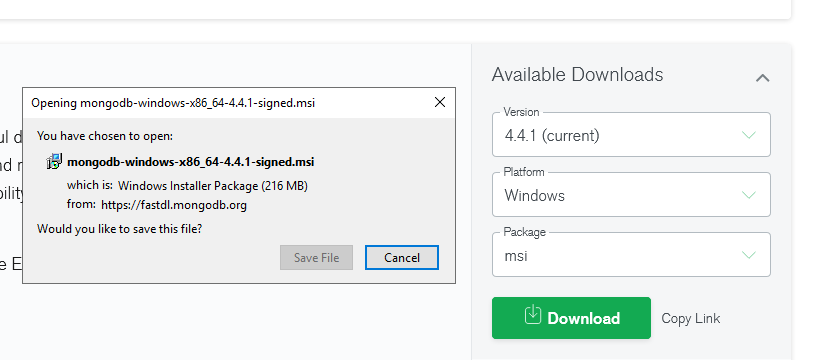 Available Downloads
Version
4.4.1 (current)
Platform
Windows
Package
msi
Download
Copy Link
Opening mongodb-windows-x86_64-4.4.1-signed.msi
You have chosen to open:
mongodb-windows-x86_64-4.4.1-signed.msi
which is: Windows Installer Package (216 MB)
from: https://fastdl.mongodb.org
Would you like to save this file?
Save File
Cancel